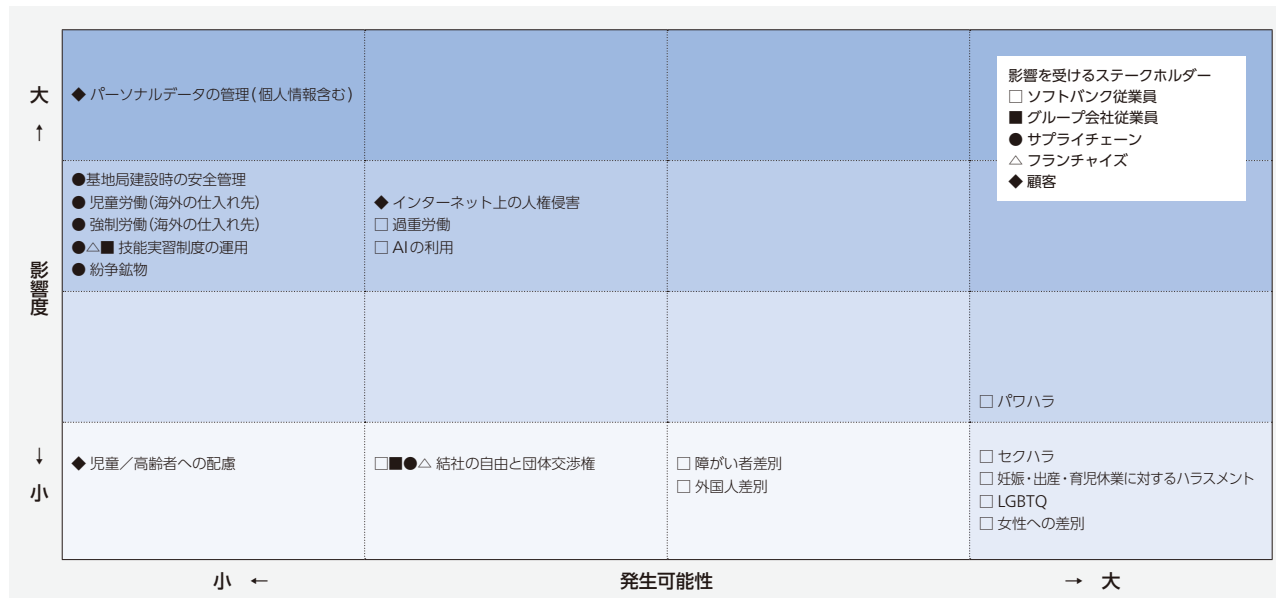 大
↑
影響度
↓
小
◆ パーソナルデータの管理(個人情報含む)
影響を受けるステークホルダー
□ ソフトバンク従業員
■ グループ会社従業員
● サプライチェーン
△ フランチャイズ
◆ 顧客
●基地局建設時の安全管理
● 児童労働(海外の仕入れ先)
● 強制労働(海外の仕入れ先)
●△■ 技能実習制度の運用
● 紛争鉱物
◆ インターネット上の人権侵害
□ 過重労働
□ AIの利用
□ パワハラ
◆ 児童／高齢者への配慮
□■●△ 結社の自由と団体交渉権
□ 障がい者差別
□ 外国人差別
□ セクハラ
□ 妊娠・出産・育児休業に対するハラスメント
□ LGBTQ
□ 女性への差別
小 ← 発生可能性 → 大